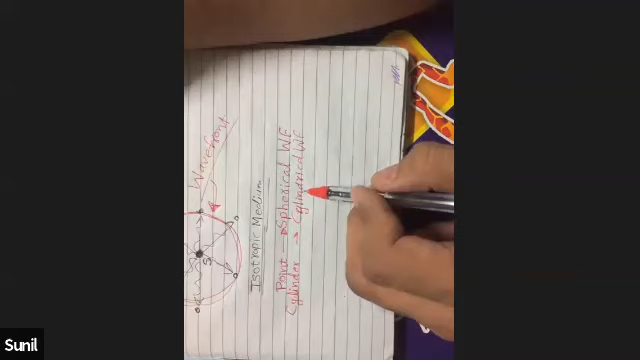 Wavefront
S
Isotropic Medium
Point → Spherical WF
Cylinder → Cylindrical WF
Sunil